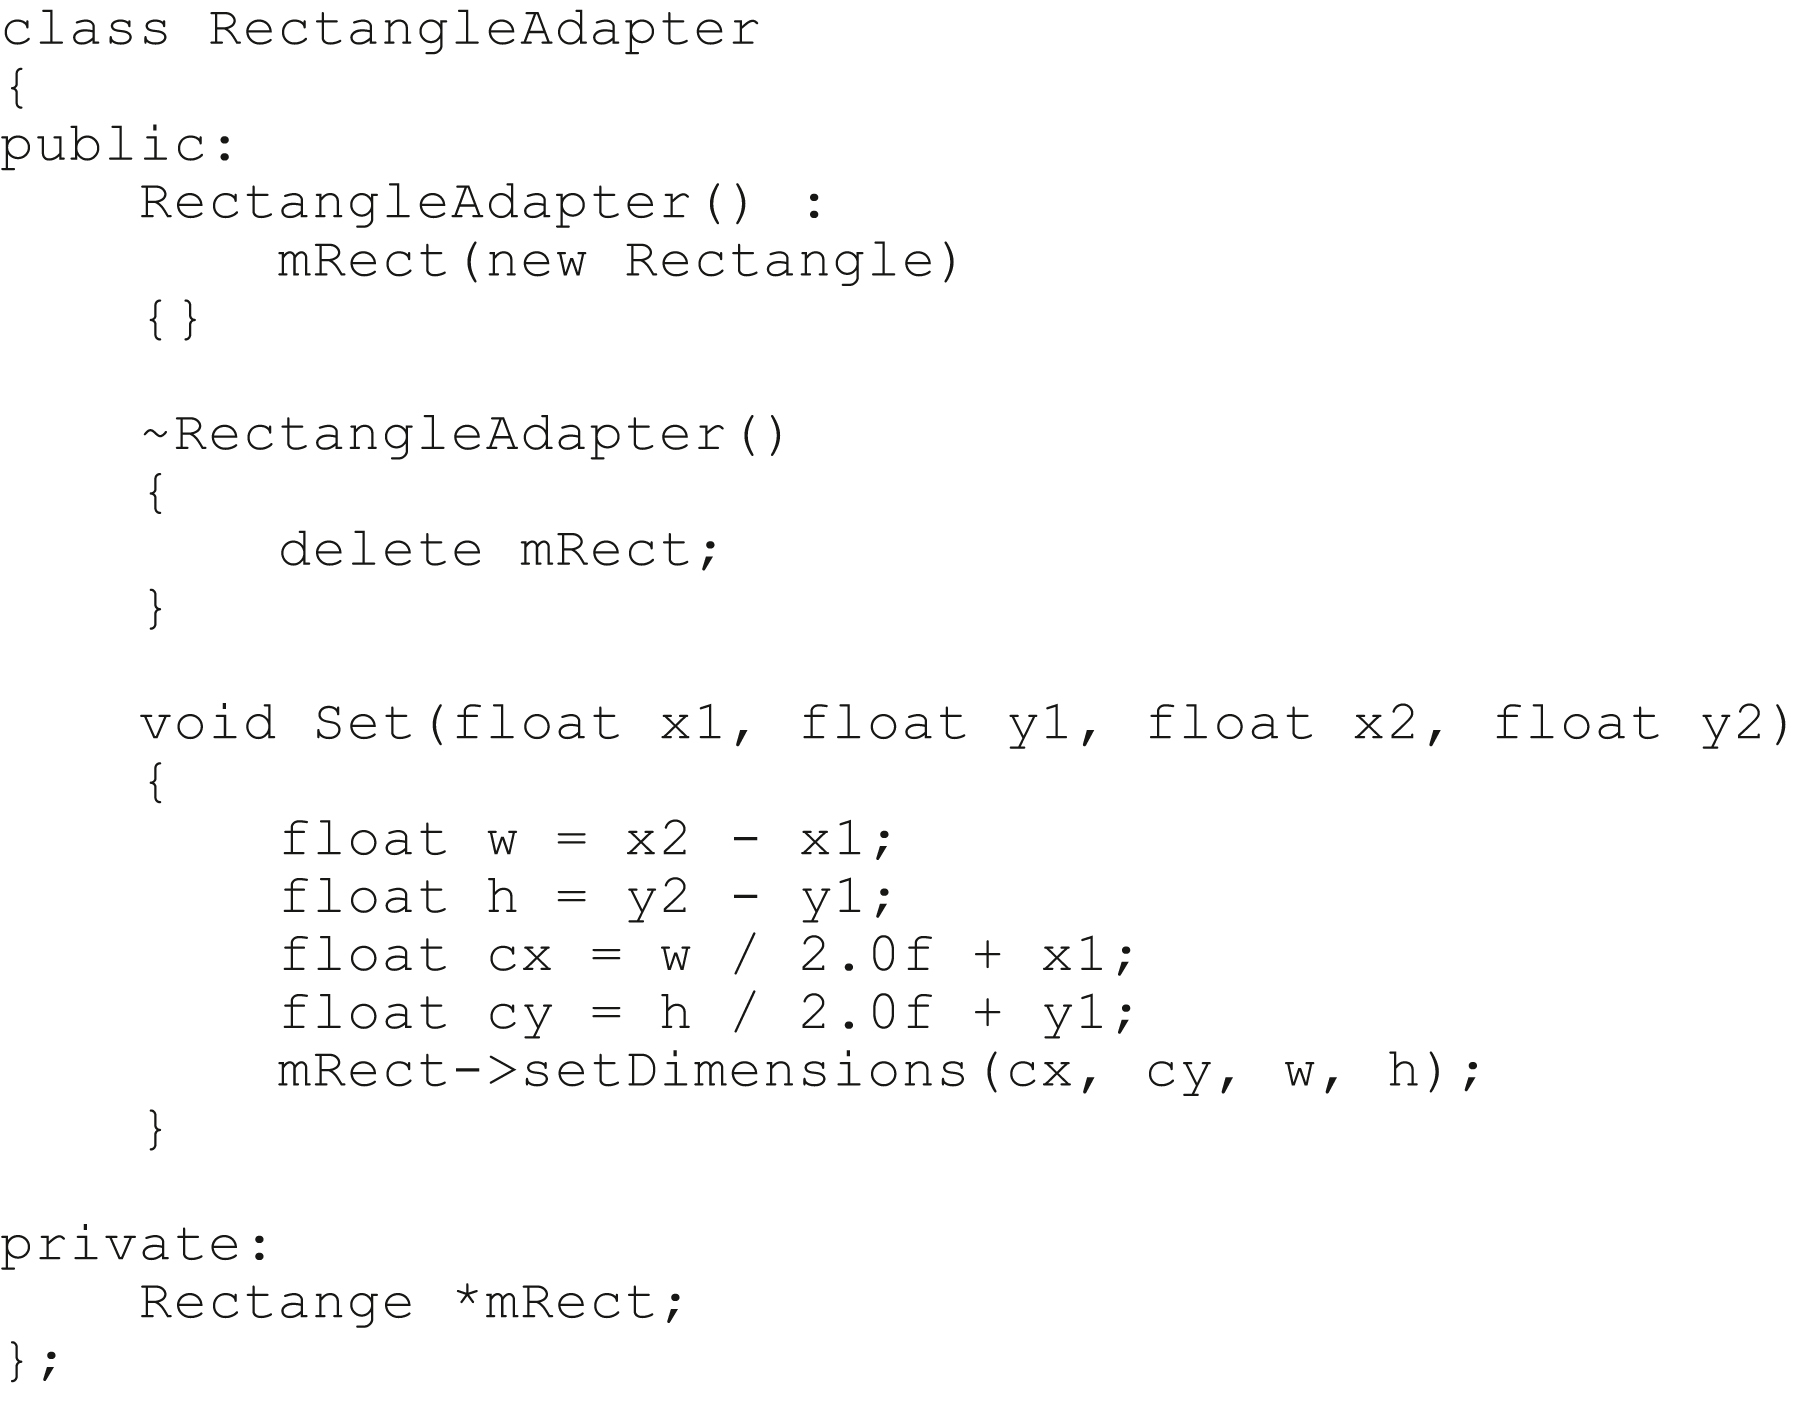 class RectangleAdapter
{
public:
    RectangleAdapter() :
        mRect(new Rectangle)
    {}

    ~RectangleAdapter()
    {
        delete mRect;
    }

    void Set(float x1, float y1, float x2, float y2)
    {
        float w = x2 - x1;
        float h = y2 - y1;
        float cx = w / 2.0f + x1;
        float cy = h / 2.0f + y1;
        mRect->setDimensions(cx, cy, w, h);
    }

private:
    Rectange *mRect;
};